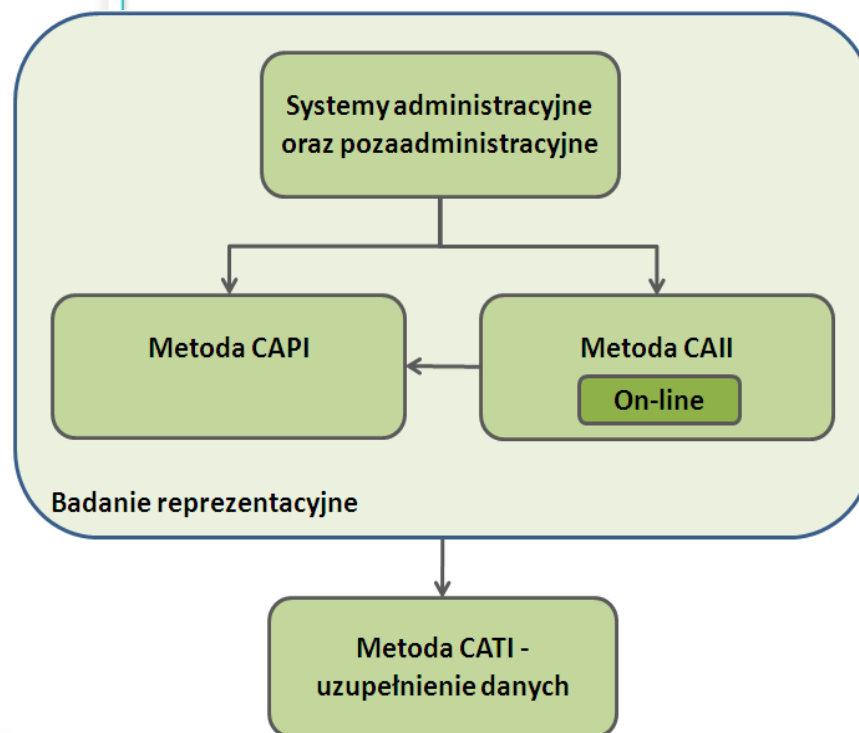 Systemy administracyjne
oraz pozaadministracyjne
Metoda CAPI
Metoda CAII
On-line
Badanie reprezentacyjne
Metoda CATI -
uzupełnienie danych